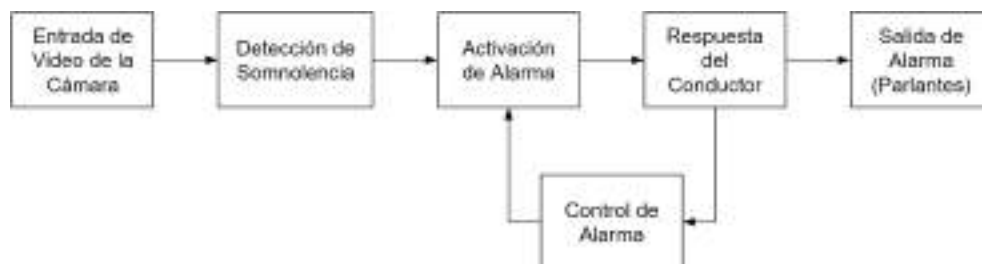 Entrada de
Video de la
Cámara
Detección de
Somnolencia
Activación
de Alarma
Respuesta
del
Conductor
Salida de
Alarma
(Parlantes)
Control de
Alarma